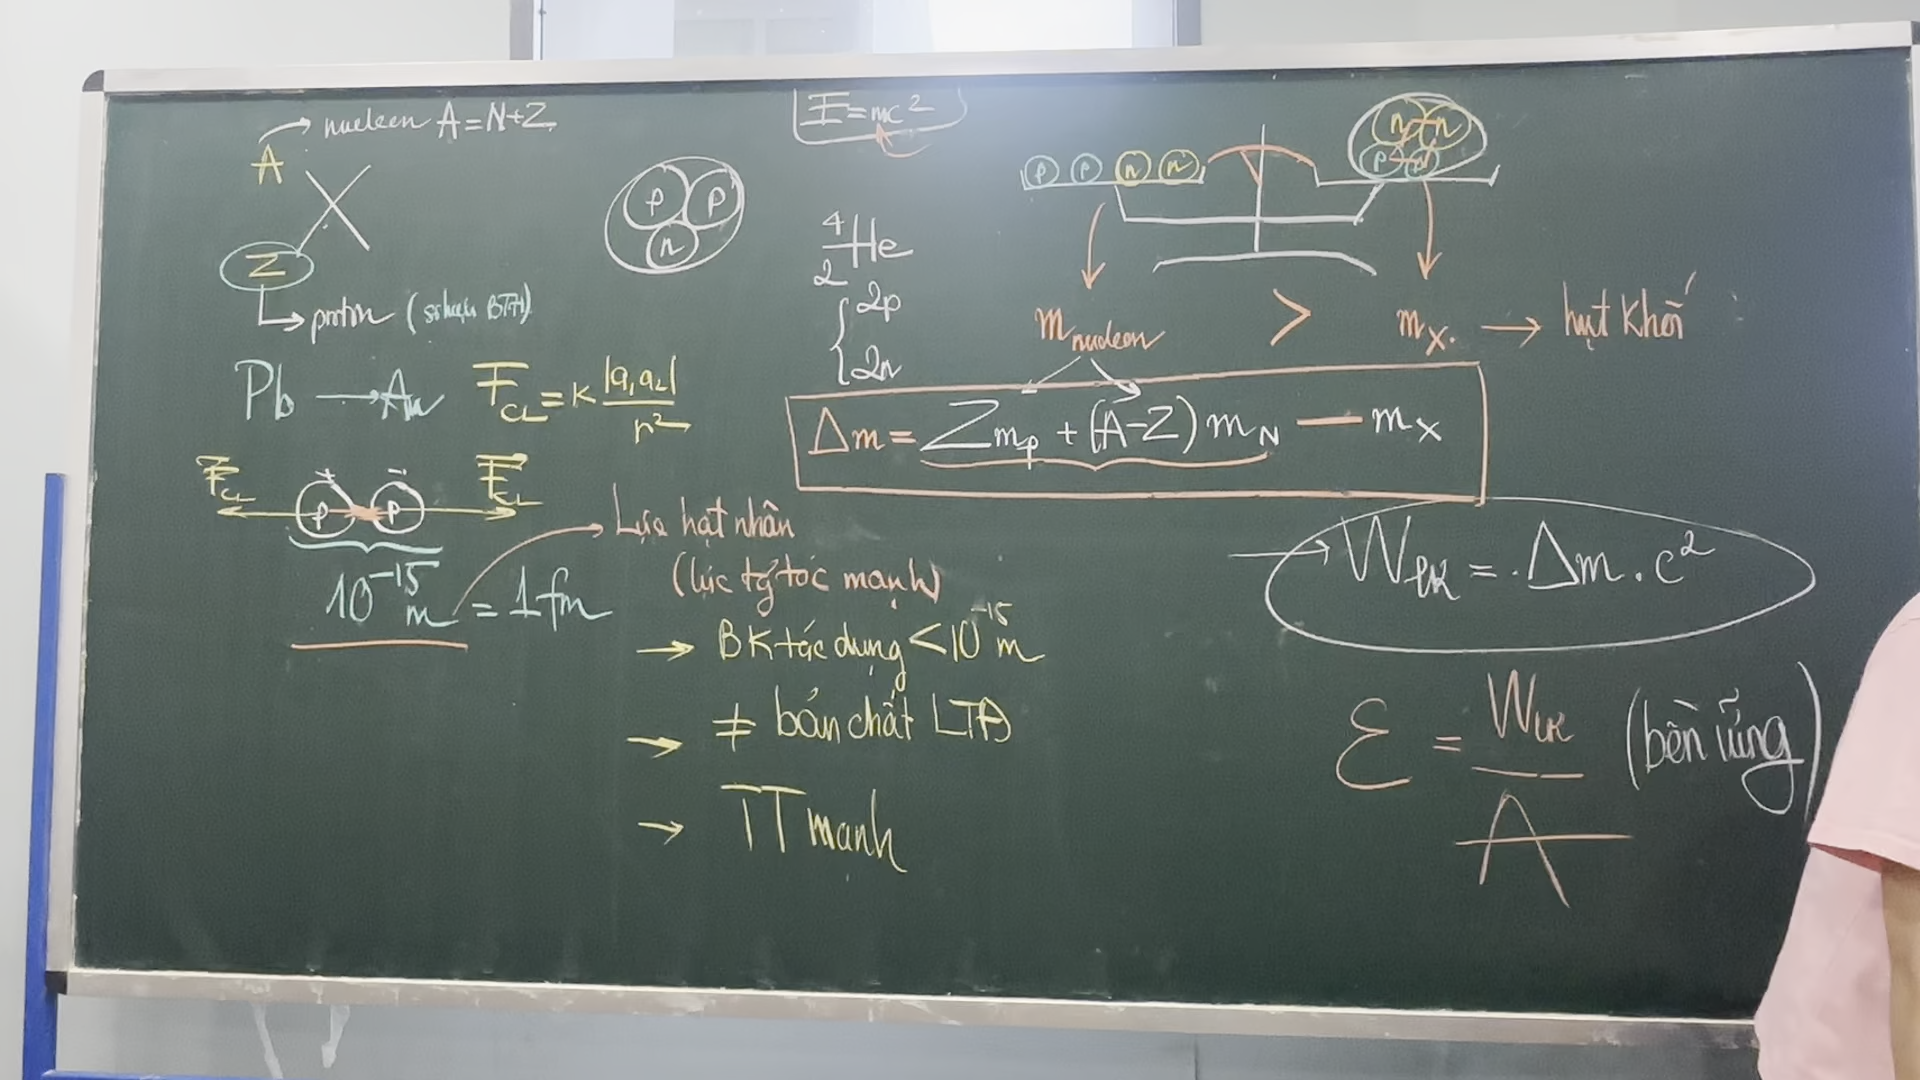 nucleon A = N+Z
A
X
Z
proton (số hiệu BTH)
Pb → Au
F_CL = K |q₁q₂| / r²
F_CL
F_CL
+ -
p p
10⁻¹⁵ m = 1 fm
p p
n
Lực hạt nhân
(lực tg tác mạnh)
→ BK tác dụng < 10⁻¹⁵ m
→ ≠ bản chất LTĐ
→ TT mạnh
E = mc²
⁴₂He
2p
2n
p p n n
n n
p p
m nucleon > m_X. → hụt khối
Δm = Zm_p + (A-Z) m_N — m_X
→ W_lk = .Δm . c²
ε = W_lk / A (bền vững)